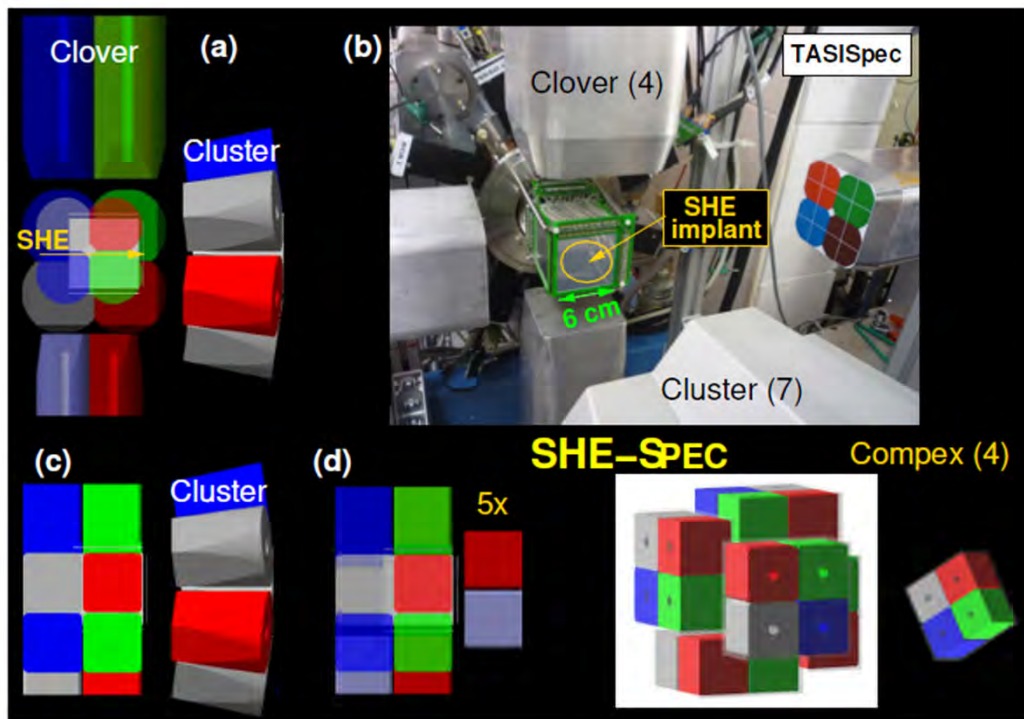 Clover
(a)
Cluster
SHE
(b)
Clover (4)
TASISpec
SHE
implant
6 cm
Cluster (7)
(c)
Cluster
(d)
5x
SHE–SPEC
Compex (4)